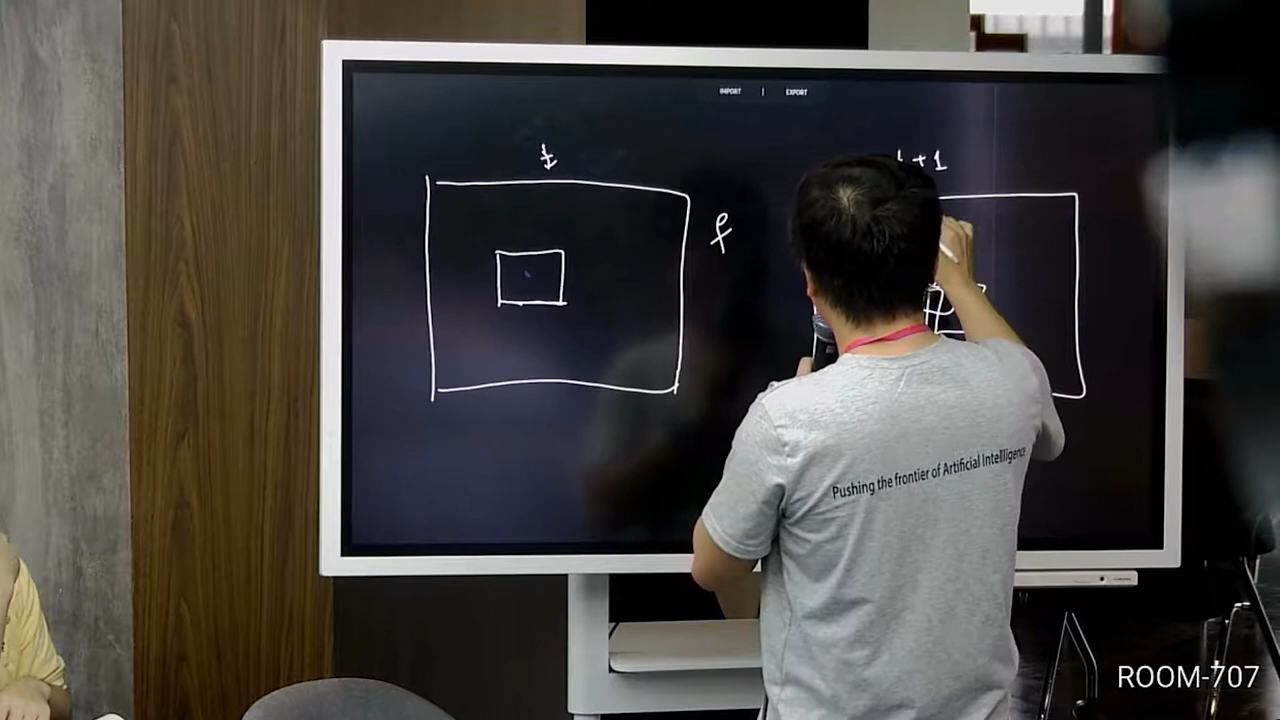 IMPORT | EXPORT
t
t+1
f
Pushing the frontier of Artificial Intelligence
ROOM-707